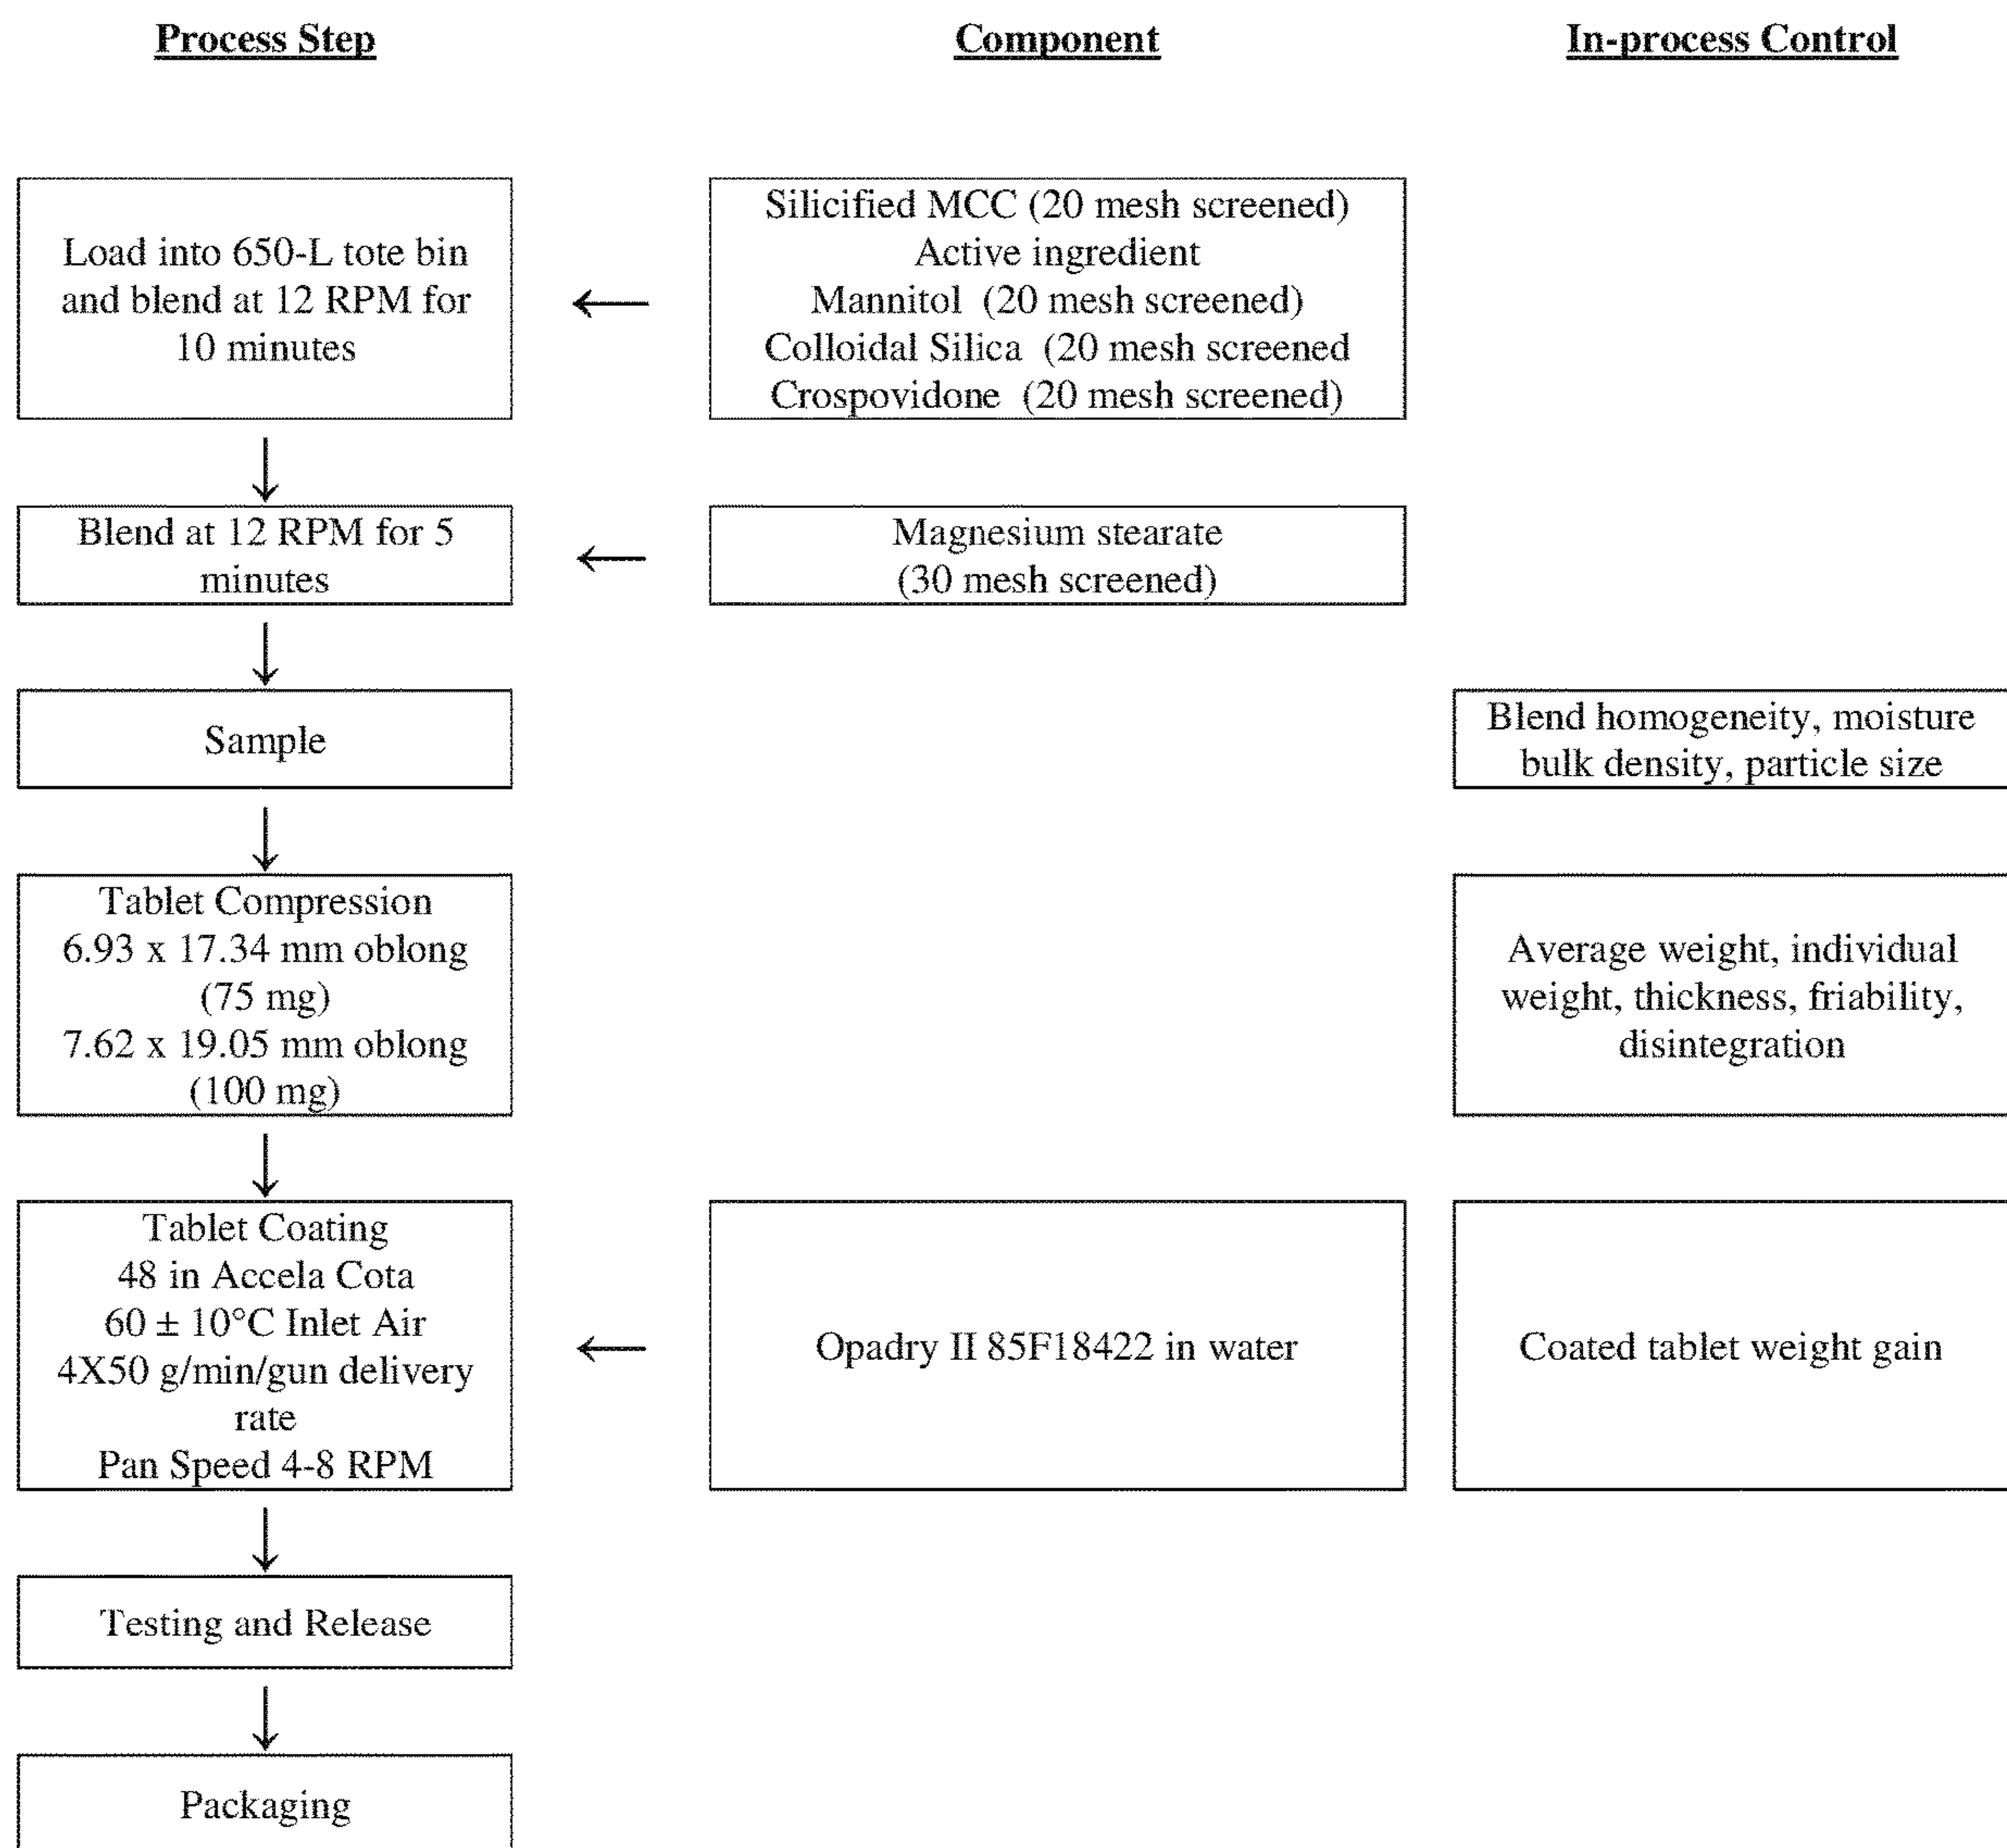 Process Step
Component
In-process Control
Load into 650-L tote bin
and blend at 12 RPM for
10 minutes
Silicified MCC (20 mesh screened)
Active ingredient
Mannitol (20 mesh screened)
Colloidal Silica (20 mesh screened
Crospovidone (20 mesh screened)
Blend at 12 RPM for 5
minutes
Magnesium stearate
(30 mesh screened)
Sample
Blend homogeneity, moisture
bulk density, particle size
Tablet Compression
6.93 x 17.34 mm oblong
(75 mg)
7.62 x 19.05 mm oblong
(100 mg)
Average weight, individual
weight, thickness, friability,
disintegration
Tablet Coating
48 in Accela Cota
60 ± 10°C Inlet Air
4X50 g/min/gun delivery
rate
Pan Speed 4-8 RPM
Opadry II 85F18422 in water
Coated tablet weight gain
Testing and Release
Packaging